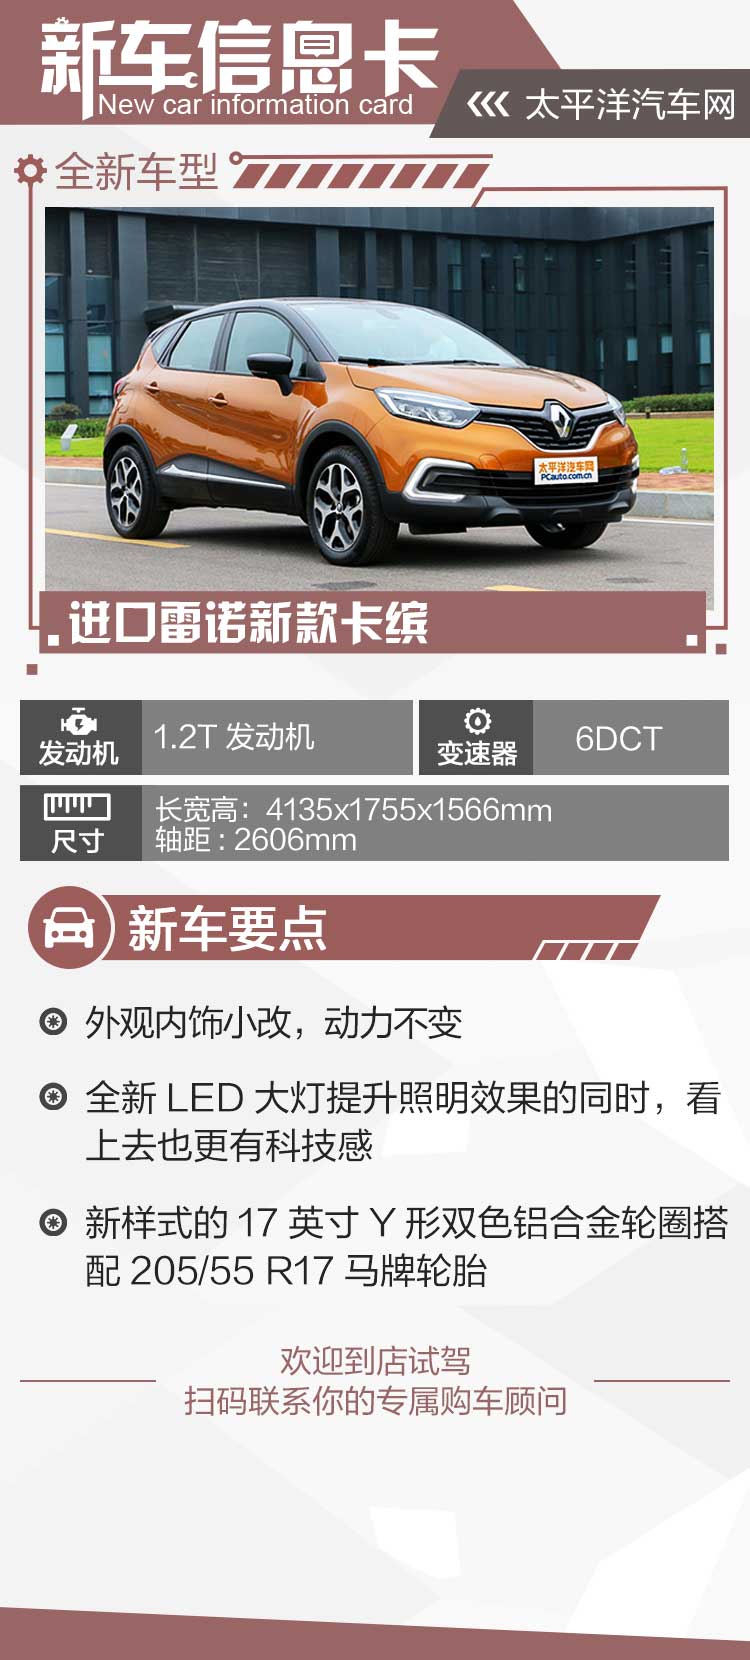 新车信息卡
New car information card
太平洋汽车网
全新车型
太平洋汽车网
PCauto.com.cn
进口雷诺新款卡缤
发动机
1.2T 发动机
变速器
6DCT
尺寸
长宽高：4135x1755x1566mm
轴距：2606mm
新车要点
外观内饰小改，动力不变
全新 LED 大灯提升照明效果的同时，看
上去也更有科技感
新样式的 17 英寸 Y 形双色铝合金轮圈搭
配 205/55 R17 马牌轮胎
欢迎到店试驾
扫码联系你的专属购车顾问